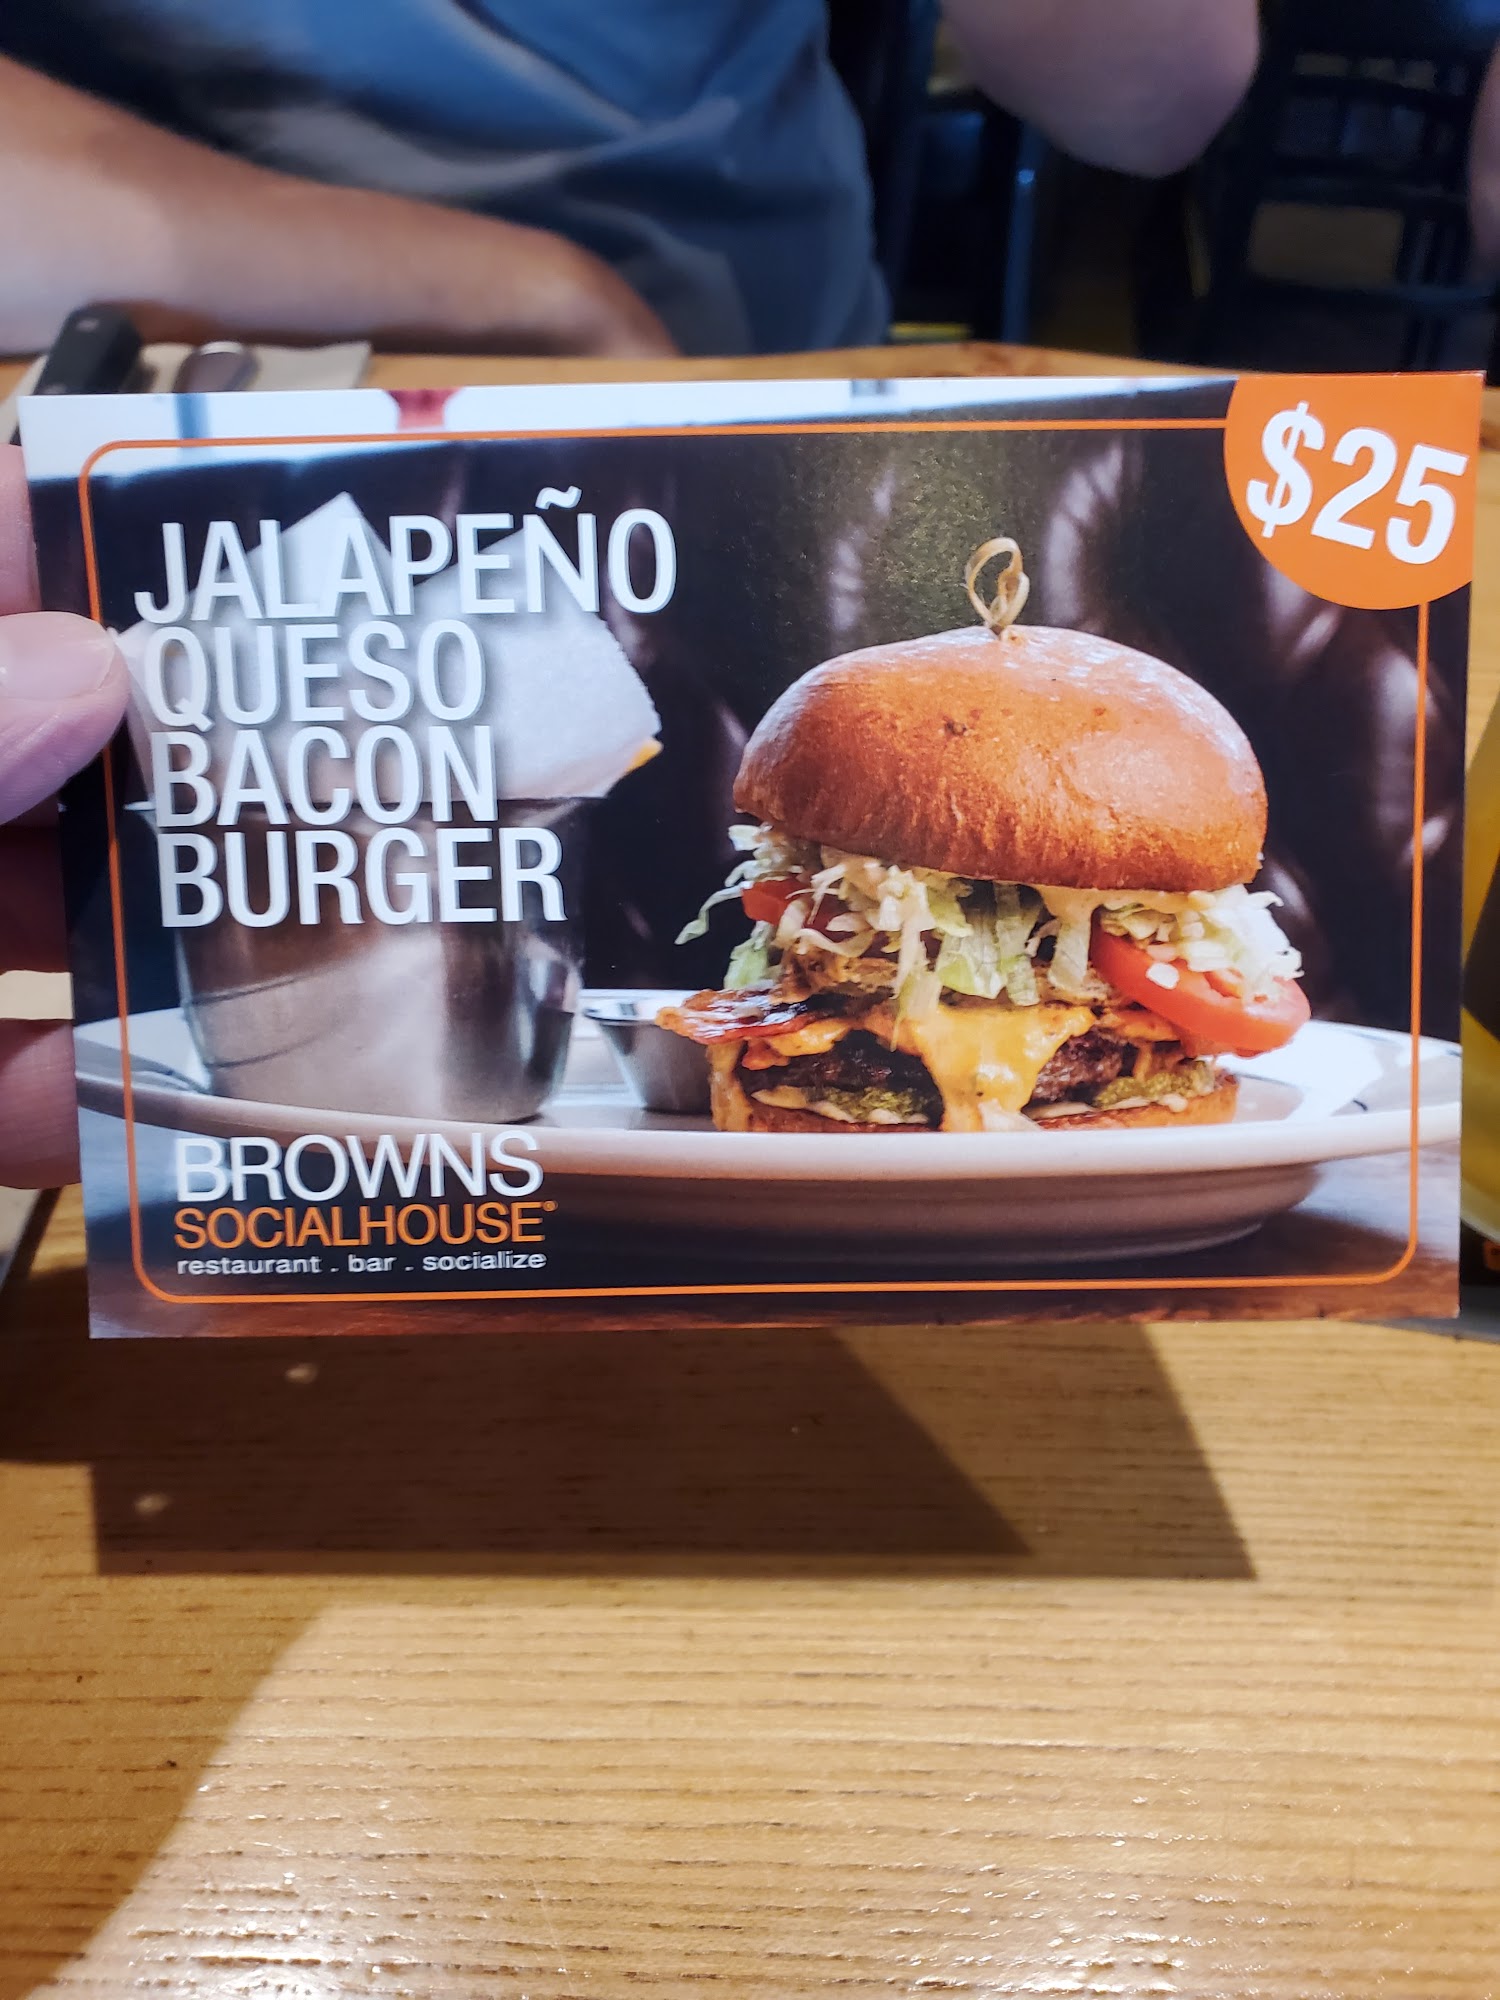 $25
JALAPEÑO
QUESO
BACON
BURGER
BROWNS
SOCIALHOUSE®
restaurant . bar . socialize